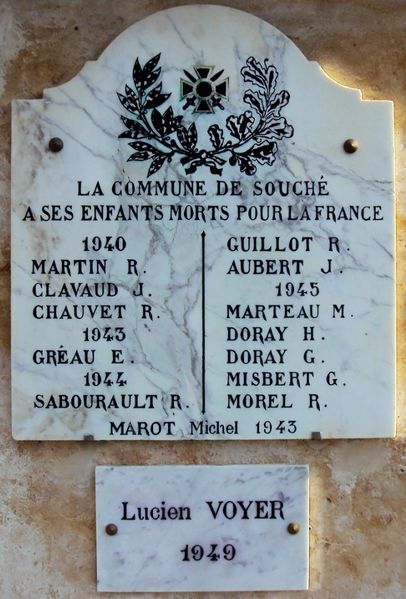 LA COMMUNE DE SOUCHÉ
A SES ENFANTS MORTS POUR LA FRANCE
1940
MARTIN R.
CLAVAUD J.
CHAUVET R.
1943
GRÉAU E.
1944
SABOURAULT R.
GUILLOT R.
AUBERT J.
1945
MARTEAU M.
DORAY H.
DORAY G.
MISBERT G.
MOREL R.
MAROT Michel 1943
Lucien VOYER
1949